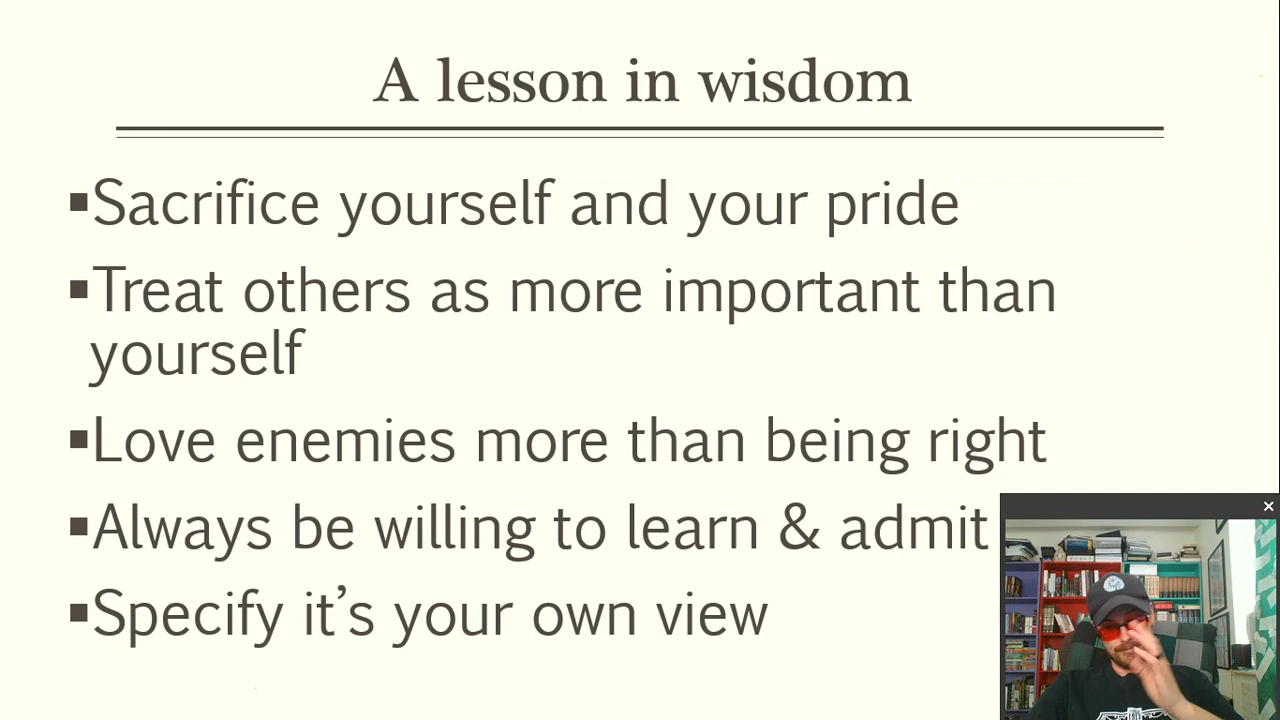 A lesson in wisdom
▪Sacrifice yourself and your pride
▪Treat others as more important than
yourself
▪Love enemies more than being right
▪Always be willing to learn & admit
▪Specify it’s your own view